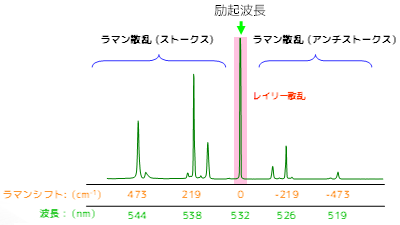 励起波長
ラマン散乱 (ストークス)
ラマン散乱 (アンチストークス)
レイリー散乱
ラマンシフト: (cm⁻¹) 473 219 0 -219 -473
波長 : (nm) 544 538 532 526 519